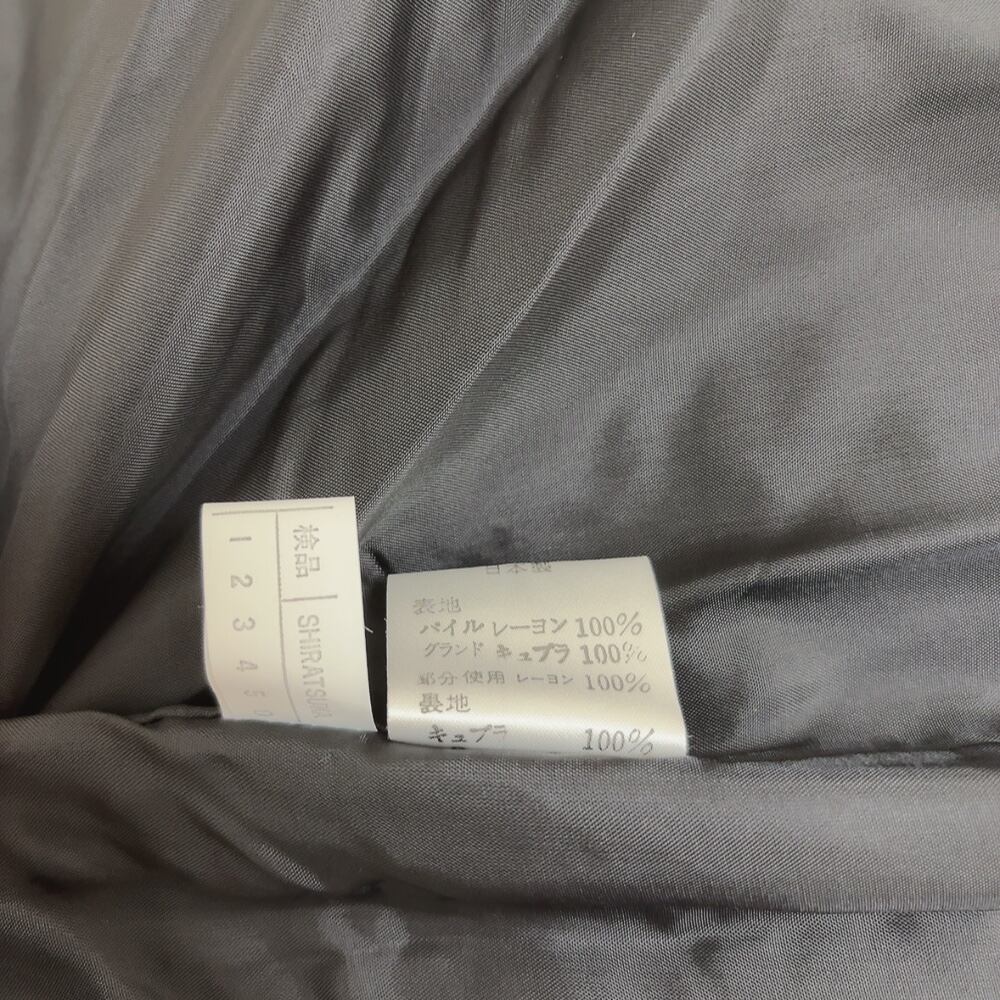 検品 SHIRATSURA
1 2 3 4 5 0
日本製
表地
パイル レーヨン 100%
グランド キュプラ 100%
部分使用 レーヨン 100%
裏地
キュプラ 100%